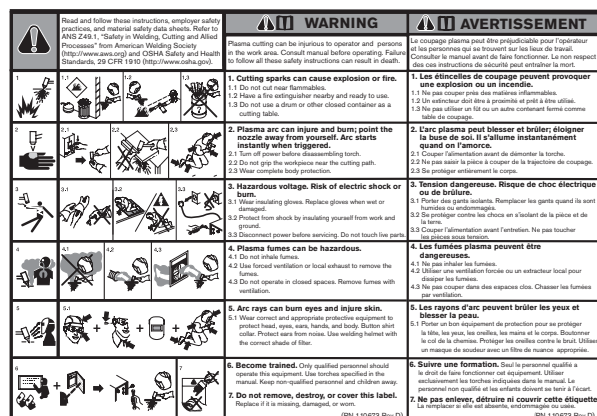 Read and follow these instructions, employer safety
practices, and material safety data sheets. Refer to
ANS Z49.1, "Safety in Welding, Cutting and Allied
Processes" from American Welding Society
(http://www.aws) and OSHA Safety and Health
Standards, 29 CFR 1910 (http://www.osha.gov).
WARNING
Plasma cutting can be injurious to operator and persons
in the work area. Consult manual before operating. Failure
to follow all these safety instructions can result in death.
1. Cutting sparks can cause explosion or fire.
1.1 Do not cut near flammables.
1.2 Have a fire extinguisher nearby and ready to use.
1.3 Do not use a drum or other closed container as a
cutting table.
2. Plasma arc can injure and burn; point the
nozzle away from yourself. Arc starts
instantly when triggered.
2.1 Turn off power before disassembling torch.
2.2 Do not grip the workpiece near the cutting path.
2.3 Wear complete body protection.
3. Hazardous voltage. Risk of electric shock or
burn.
3.1 Wear insulating gloves. Replace gloves when wet or
damaged.
3.2 Protect from shock by insulating yourself from work and
ground.
3.3 Disconnect power before servicing. Do not touch live parts.
4. Plasma fumes can be hazardous.
4.1 Do not inhale fumes.
4.2 Use forced ventilation or local exhaust to remove the
fumes.
4.3 Do not operate in closed spaces. Remove fumes with
ventilation.
5. Arc rays can burn eyes and injure skin.
5.1 Wear correct and appropriate protective equipment to
protect head, eyes, ears, hands, and body. Button shirt
collar. Protect ears from noise. Use welding helmet with
the correct shade of filter.
6. Become trained. Only qualified personnel should
operate this equipment. Use torches specified in the
manual. Keep non-qualified personnel and children away.
7. Do not remove, destroy, or cover this label.
Replace if it is missing, damaged, or worn.
AVERTISSEMENT
Le coupage plasma peut être préjudiciable pour l'opérateur
et les personnes qui se trouvent sur les lieux de travail.
Consulter le manuel avant de faire fonctionner. Le non respect
des ces instructions de sécurité peut entraîner la mort.
1. Les étincelles de coupage peuvent provoquer
une explosion ou un incendie.
1.1 Ne pas couper près des matières inflammables.
1.2 Un extincteur doit être à proximité et prêt à être utilisé.
1.3 Ne pas utiliser un fût ou un autre contenant fermé comme
table de coupage.
2. L'arc plasma peut blesser et brûler; éloigner
la buse de soi. Il s'allume instantanément
quand on l'amorce.
2.1 Couper l'alimentation avant de démonter la torche.
2.2 Ne pas saisir la pièce à couper de la trajectoire de coupage.
2.3 Se protéger entièrement le corps.
3. Tension dangereuse. Risque de choc électrique
ou de brûlure.
3.1 Porter des gants isolants. Remplacer les gants quand ils sont
humides ou endommagés.
3.2 Se protéger contre les chocs en s'isolant de la pièce et de
la terre.
3.3 Couper l'alimentation avant l'entretien. Ne pas toucher
les pièces sous tension.
4. Les fumées plasma peuvent être
dangereuses.
4.1 Ne pas inhaler les fumées.
4.2 Utiliser une ventilation forcée ou un extracteur local pour
dissiper les fumées.
4.3 Ne pas couper dans des espaces clos. Chasser les fumées
par ventilation.
5. Les rayons d'arc peuvent brûler les yeux et
blesser la peau.
5.1 Porter un bon équipement de protection pour se protéger
la tête, les yeux, les oreilles, les mains et le corps. Boutonner
le col de la chemise. Protéger les oreilles contre le bruit. Utiliser
un masque de soudeur avec un filtre de nuance appropriée.
6. Suivre une formation. Seul le personnel qualifié a
le droit de faire fonctionner cet équipement. Utiliser
exclusivement les torches indiquées dans le manual. Le
personnel non qualifié et les enfants doivent se tenir à l'écart.
7. Ne pas enlever, détruire ni couvrir cette étiquette.
La remplacer si elle est absente, endommagée ou usée.
(PN 110673 Rev D)
1
1.1
1.2
1.3
2
2.1
2.2
2.3
3
3.1
3.2
3.3
4
4.1
4.2
4.3
5
5.1
6
7